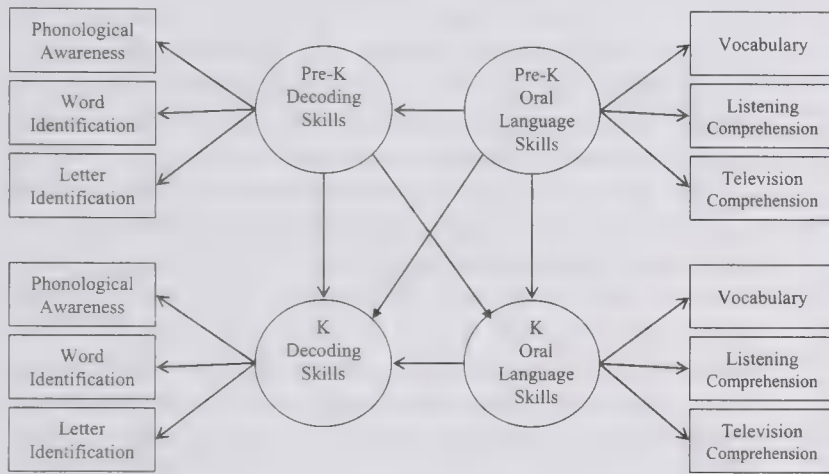 Phonological
Awareness
Word
Identification
Letter
Identification
Pre-K
Decoding
Skills
Pre-K
Oral
Language
Skills
Vocabulary
Listening
Comprehension
Television
Comprehension
Phonological
Awareness
Word
Identification
Letter
Identification
K
Decoding
Skills
K
Oral
Language
Skills
Vocabulary
Listening
Comprehension
Television
Comprehension